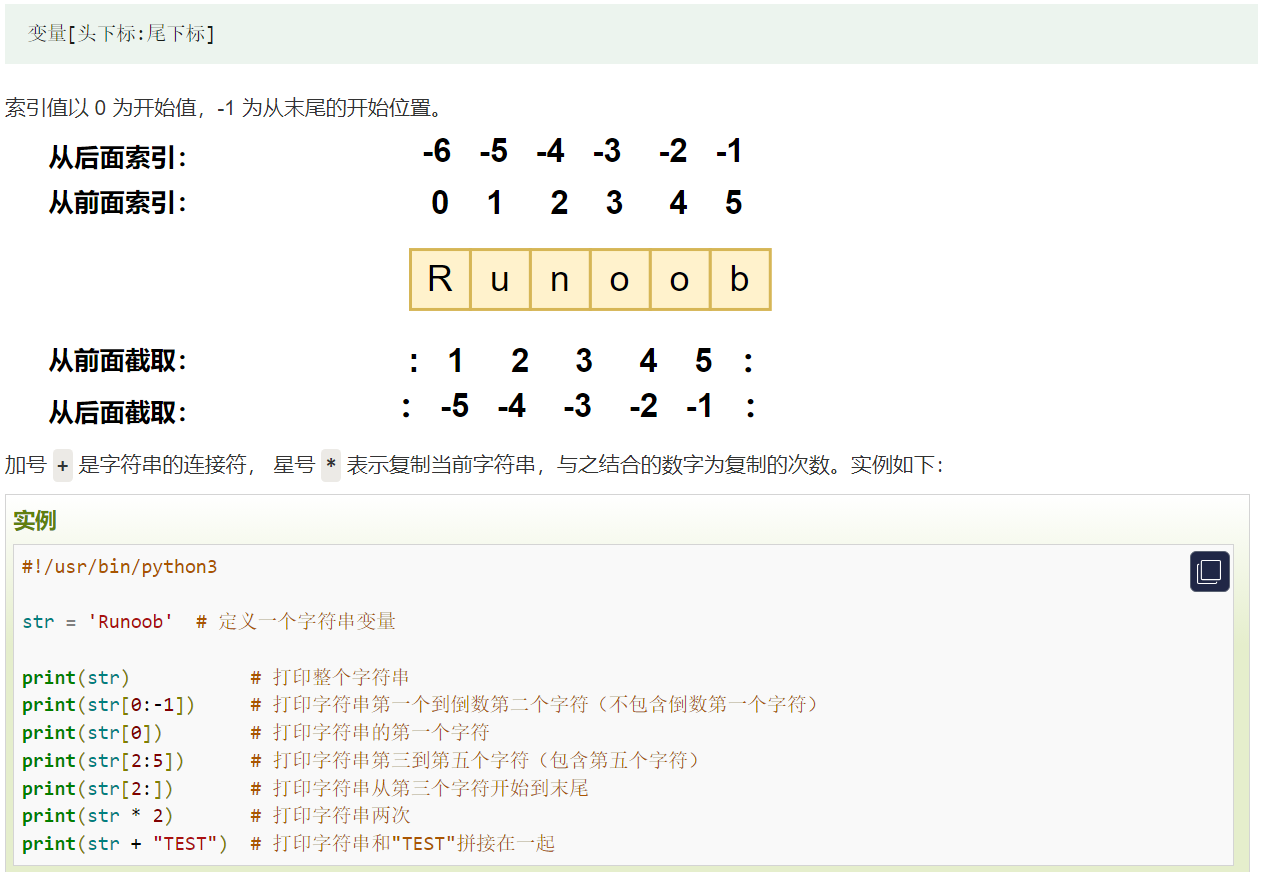 变量[头下标:尾下标]
索引值以 0 为开始值，-1 为从末尾的开始位置。
从后面索引： -6 -5 -4 -3 -2 -1
从前面索引： 0 1 2 3 4 5
R u n o o b
从前面截取： : 1 2 3 4 5 :
从后面截取： : -5 -4 -3 -2 -1 :
加号 + 是字符串的连接符， 星号 * 表示复制当前字符串，与之结合的数字为复制的次数。实例如下：
实例
#!/usr/bin/python3
str = 'Runoob'  # 定义一个字符串变量
print(str)           # 打印整个字符串
print(str[0:-1])     # 打印字符串第一个到倒数第二个字符（不包含倒数第一个字符）
print(str[0])        # 打印字符串的第一个字符
print(str[2:5])      # 打印字符串第三到第五个字符（包含第五个字符）
print(str[2:])       # 打印字符串从第三个字符开始到末尾
print(str * 2)       # 打印字符串两次
print(str + "TEST")  # 打印字符串和"TEST"拼接在一起